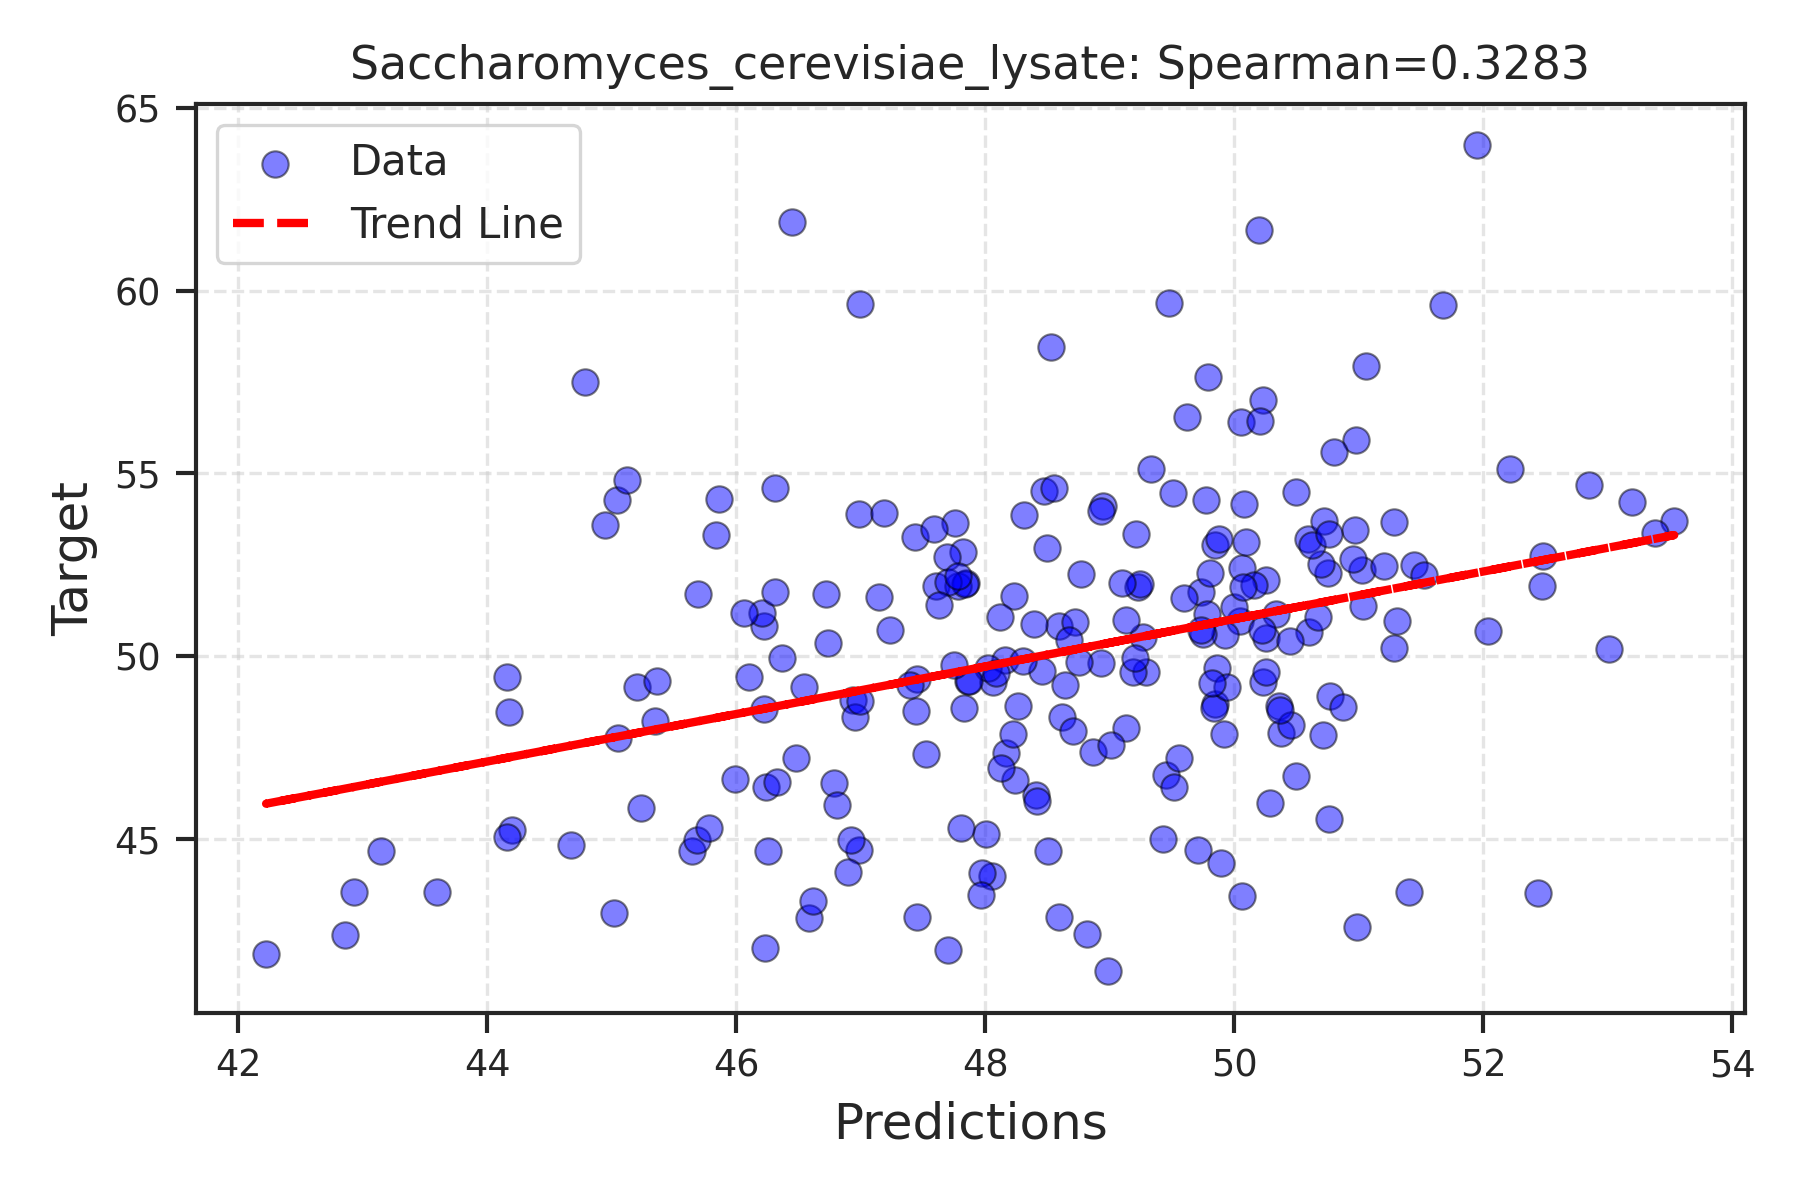 Saccharomyces_cerevisiae_lysate: Spearman=0.3283
Data
Trend Line
65
60
55
50
45
Target
42 44 46 48 50 52 54
Predictions